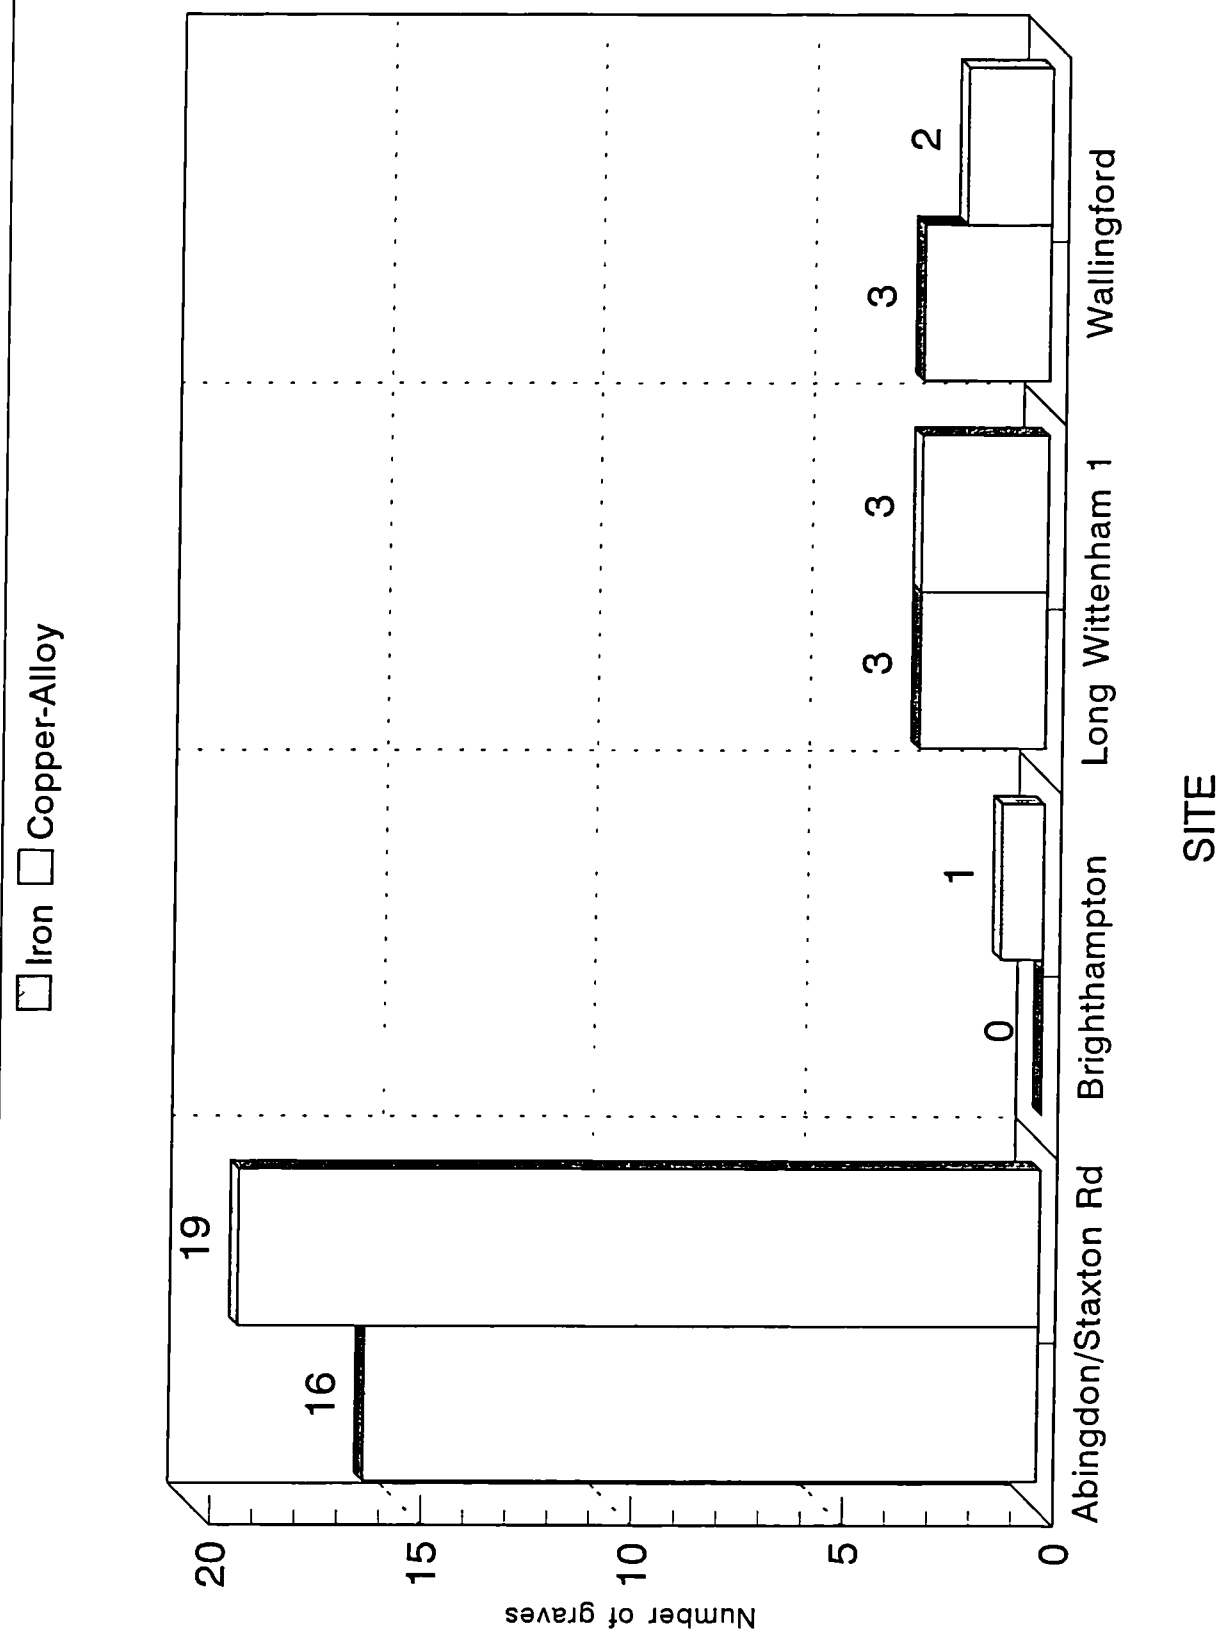 Iron Copper-Alloy
Number of graves
20
15
10
5
0
16
19
0
1
3
3
3
2
Abingdon/Staxton Rd
Brighthampton
Long Wittenham 1
Wallingford
SITE